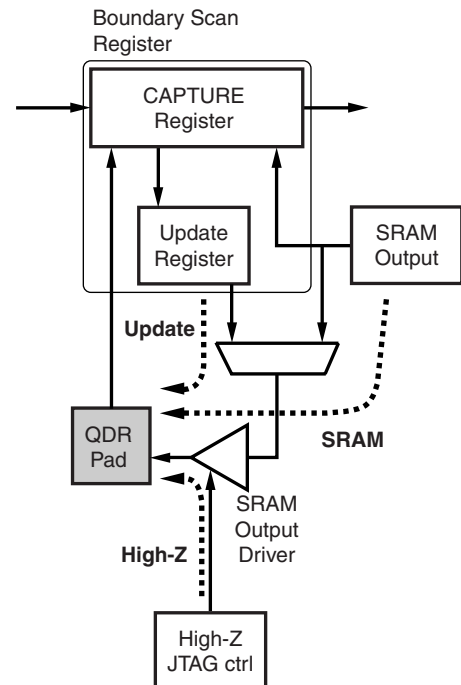 Boundary Scan
Register
CAPTURE
Register
Update
Register
SRAM
Output
Update
SRAM
QDR
Pad
SRAM
Output
Driver
High-Z
High-Z
JTAG ctrl